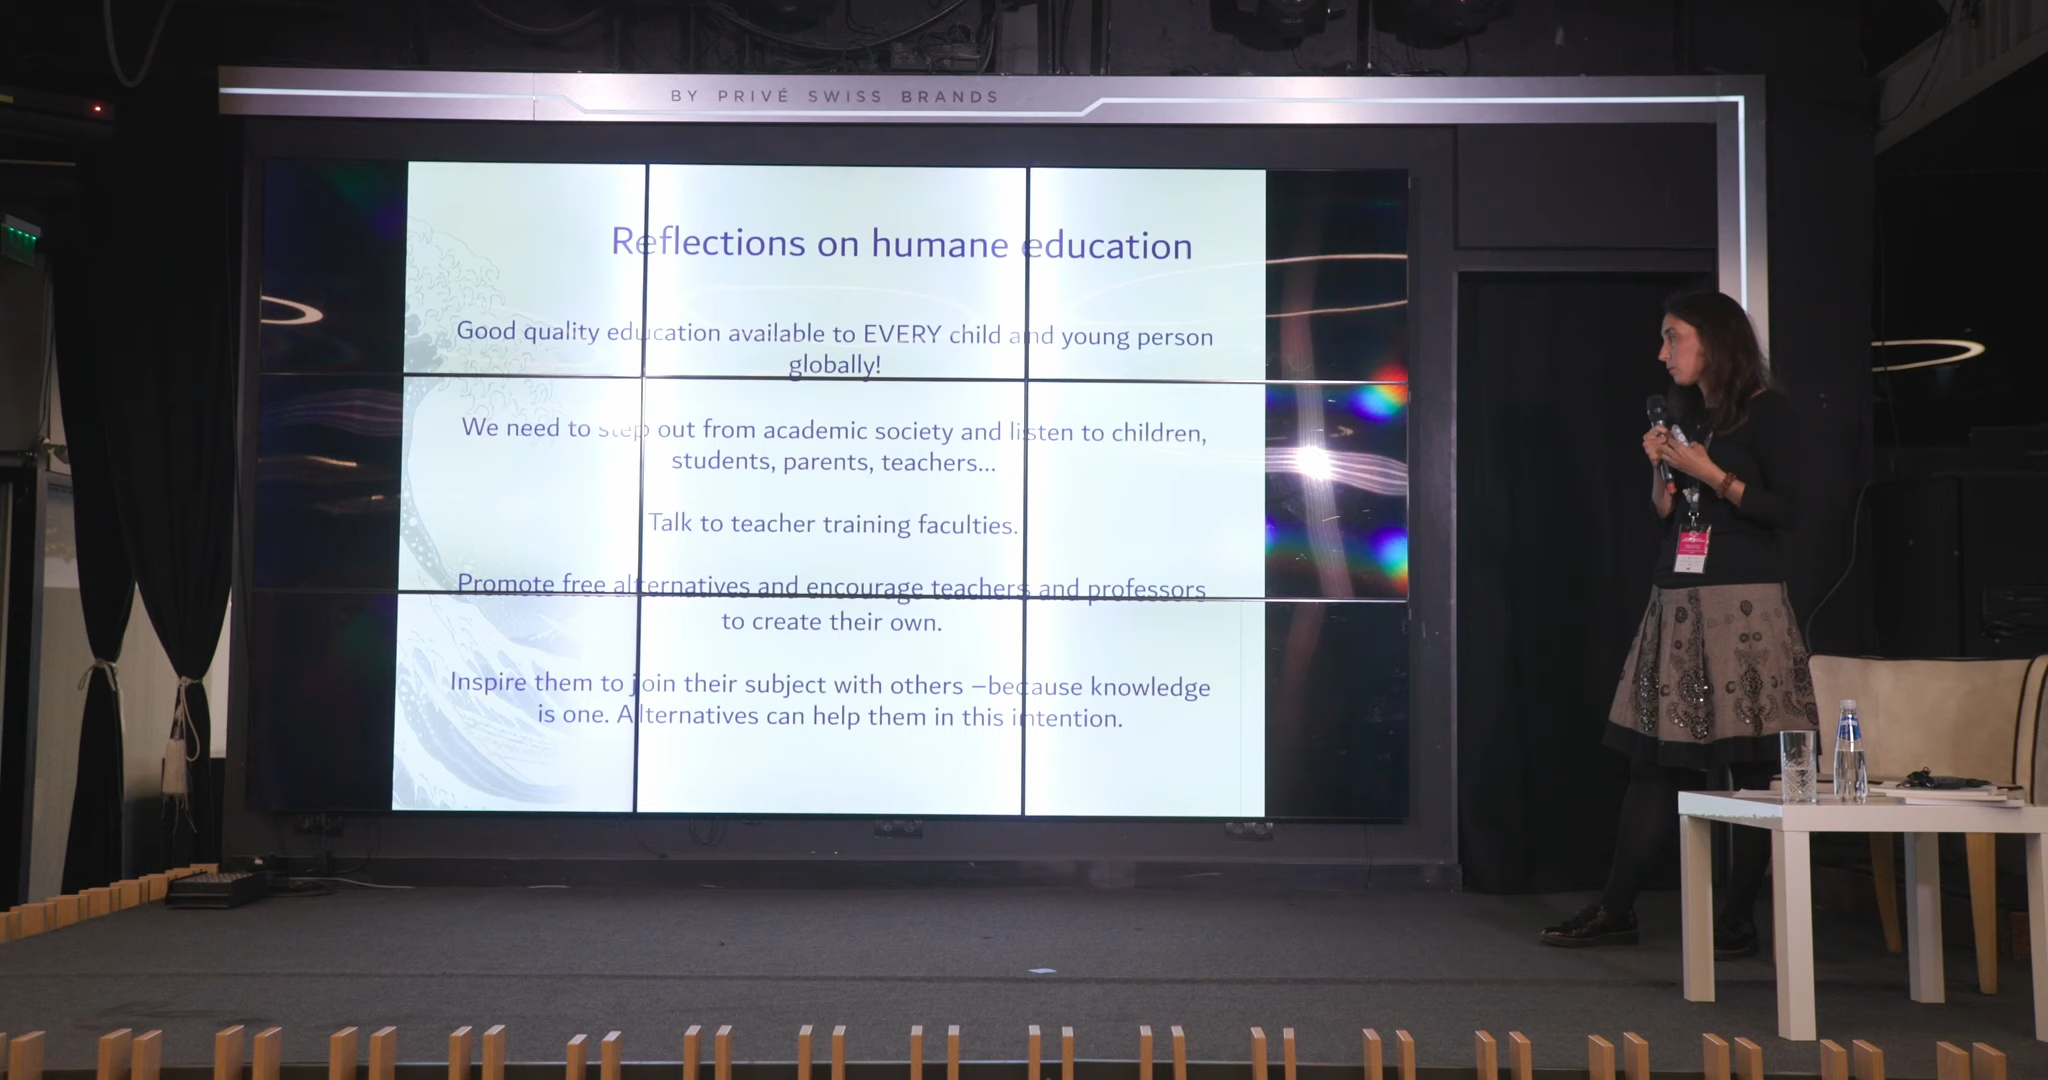 BY PRIVÉ SWISS BRANDS
Reflections on humane education
Good quality education available to EVERY child and young person
globally!
We need to step out from academic society and listen to children,
students, parents, teachers...
Talk to teacher training faculties.
Promote free alternatives and encourage teachers and professors
to create their own.
Inspire them to join their subject with others –because knowledge
is one. Alternatives can help them in this intention.